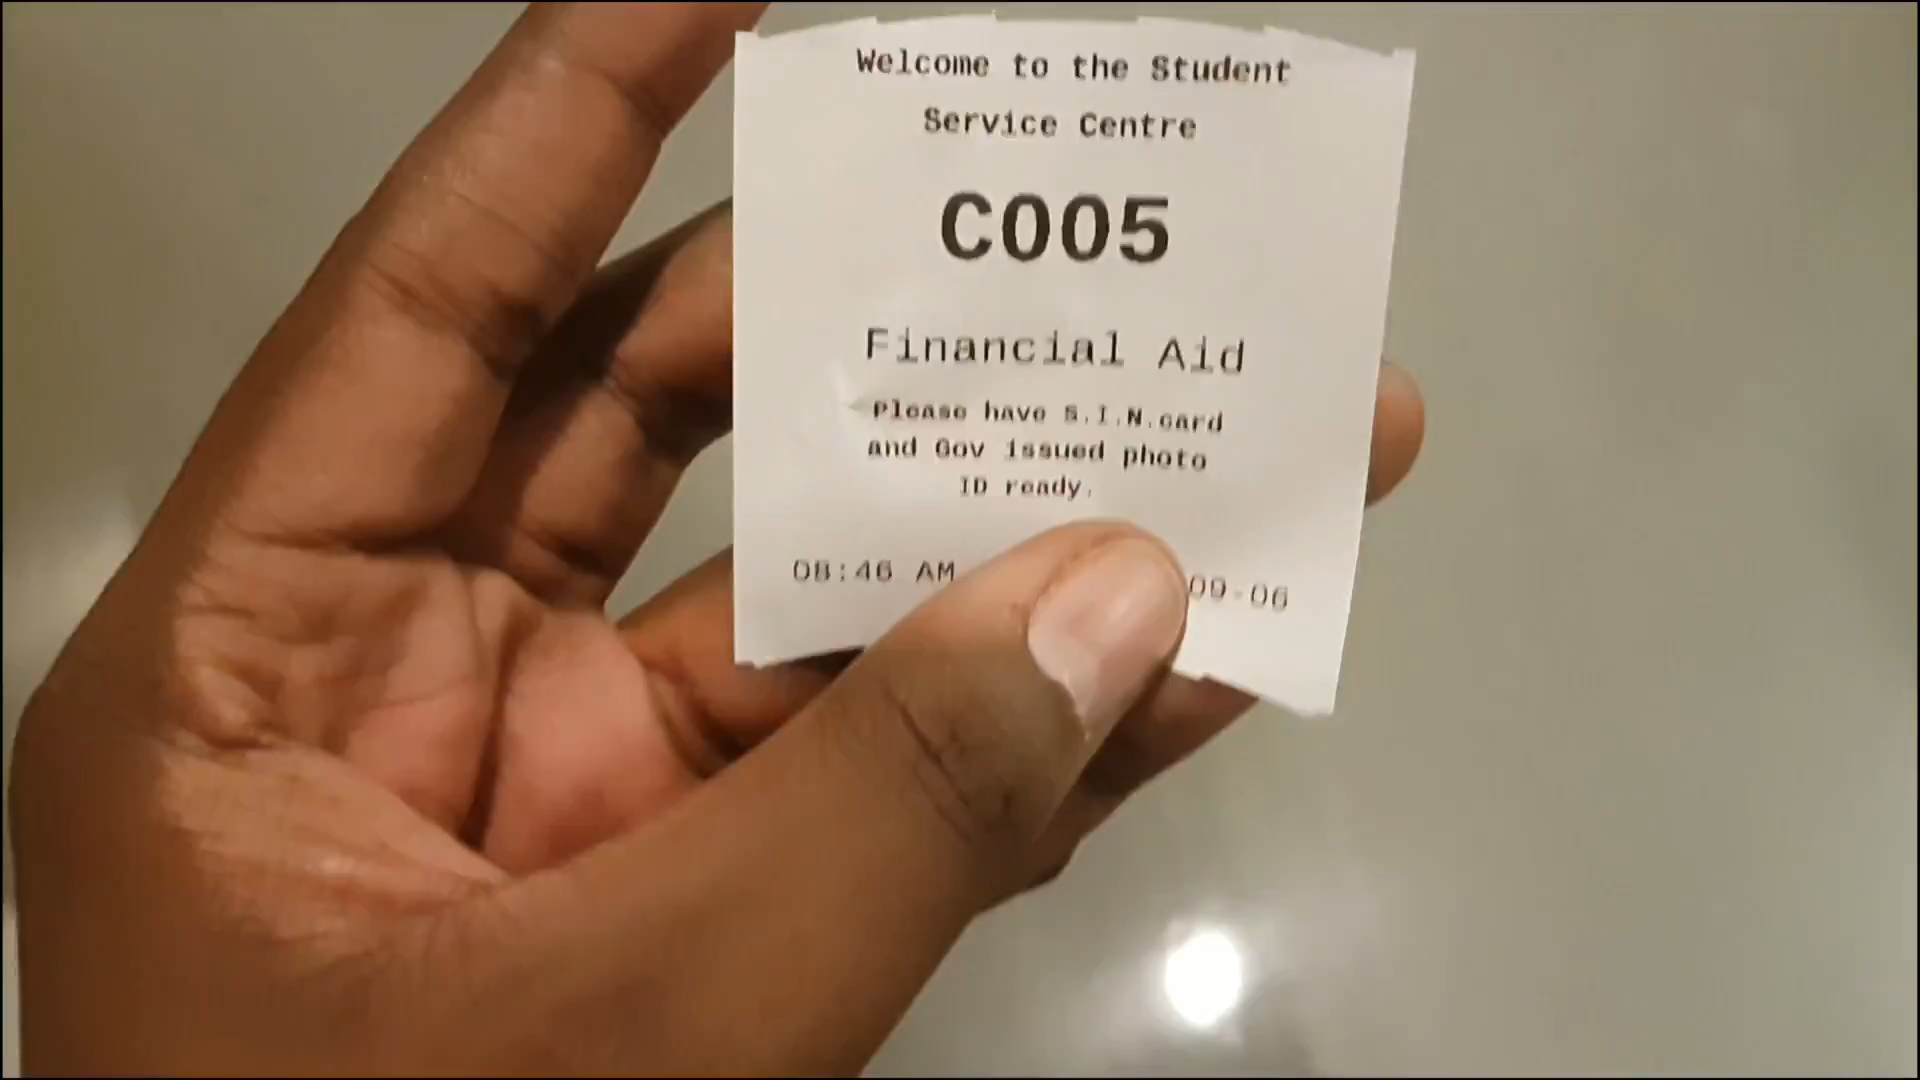 Welcome to the Student
Service Centre
C005
Financial Aid
Please have S.I.N.card
and Gov issued photo
ID ready.
08:46 AM 09-06